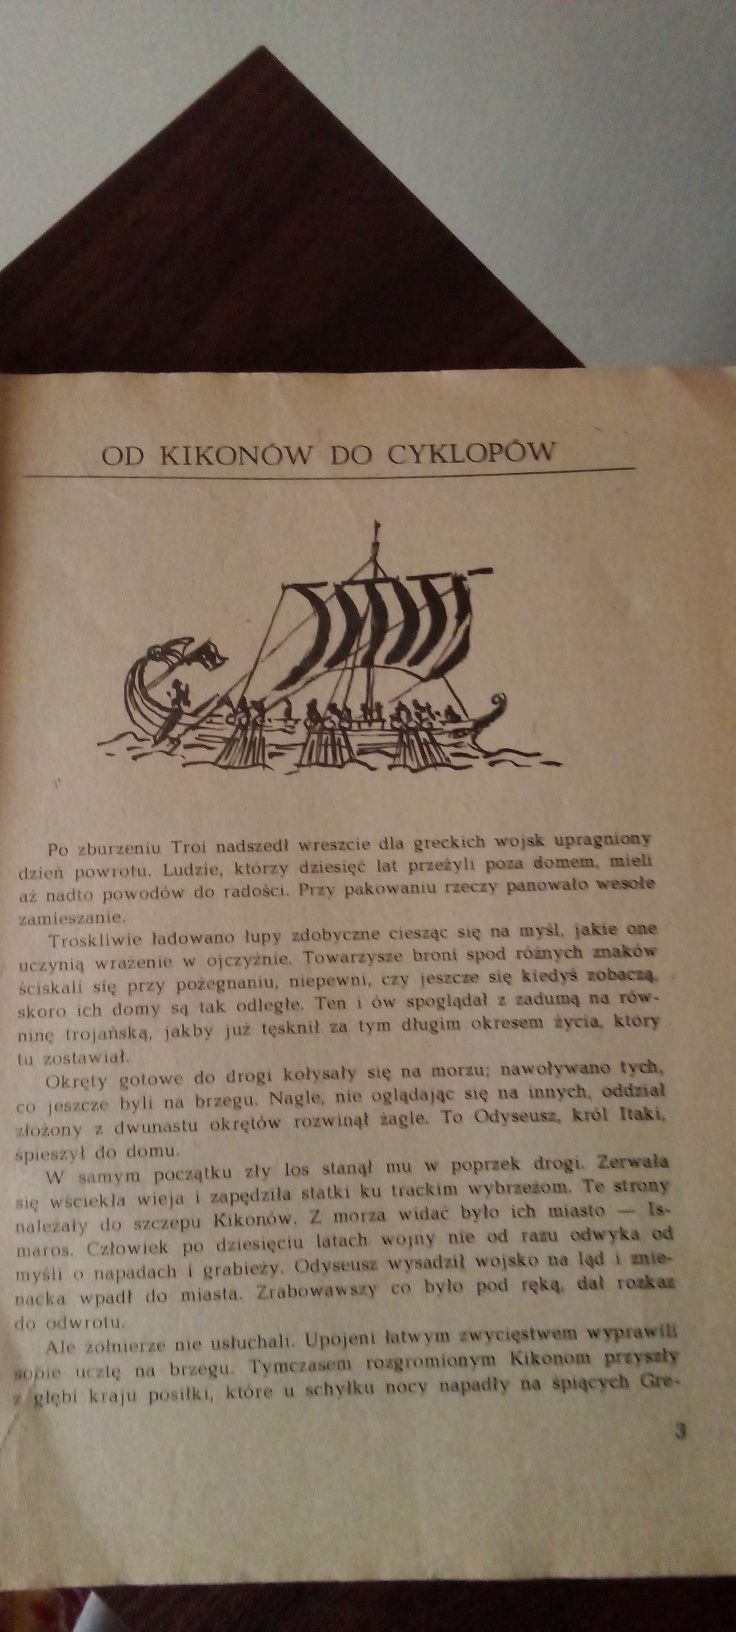 OD KIKONÓW DO CYKLOPÓW
Po zburzeniu Troi nadszedł wreszcie dla greckich wojsk upragniony
dzień powrotu. Ludzie, którzy dziesięć lat przeżyli poza domem, mieli
aż nadto powodów do radości. Przy pakowaniu rzeczy panowało wesołe
zamieszanie.
Troskliwie ładowano łupy zdobyczne ciesząc się na myśl, jakie one
uczynią wrażenie w ojczyźnie. Towarzysze broni spod różnych znaków
ściskali się przy pożegnaniu, niepewni, czy jeszcze się kiedyś zobaczą,
skoro ich domy są tak odległe. Ten i ów spoglądał z zadumą na rów-
ninę trojańską, jakby już tęsknił za tym długim okresem życia, który
tu zostawiał.
Okręty gotowe do drogi kołysały się na morzu; nawoływano tych,
co jeszcze byli na brzegu. Nagle, nie oglądając się na innych, oddział
złożony z dwunastu okrętów rozwinął żagle. To Odyseusz, król Itaki,
śpieszył do domu.
W samym początku zły los stanął mu w poprzek drogi. Zerwała
się wściekła wieja i zapędziła statki ku trackim wybrzeżom. Te strony
należały do szczepu Kikonów. Z morza widać było ich miasto — Is-
maros. Człowiek po dziesięciu latach wojny nie od razu odwyka od
myśli o napadach i grabieży. Odyseusz wysadził wojsko na ląd i znie-
nacka wpadł do miasta. Zrabowawszy co było pod ręką, dał rozkaz
do odwrotu.
Ale żołnierze nie usłuchali. Upojeni łatwym zwycięstwem wyprawili
sobie ucztę na brzegu. Tymczasem rozgromionym Kikonom przyszły
z głębi kraju posiłki, które u schyłku nocy napadły na śpiących Gre-
3